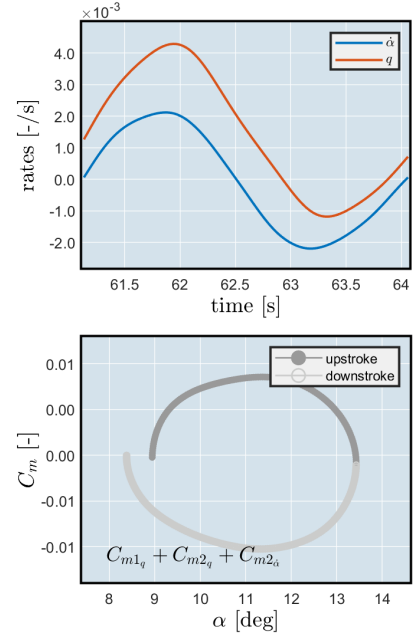 ×10⁻³
4.0
3.0
2.0
1.0
0.0
-1.0
-2.0
rates [-/s]
α̇
q
61.5 62 62.5 63 63.5 64
time [s]
0.01
0.00
0.00
-0.01
-0.01
C_m [-]
upstroke
downstroke
C_{m1_q} + C_{m2_q} + C_{m2_α̇}
8 9 10 11 12 13 14
α [deg]